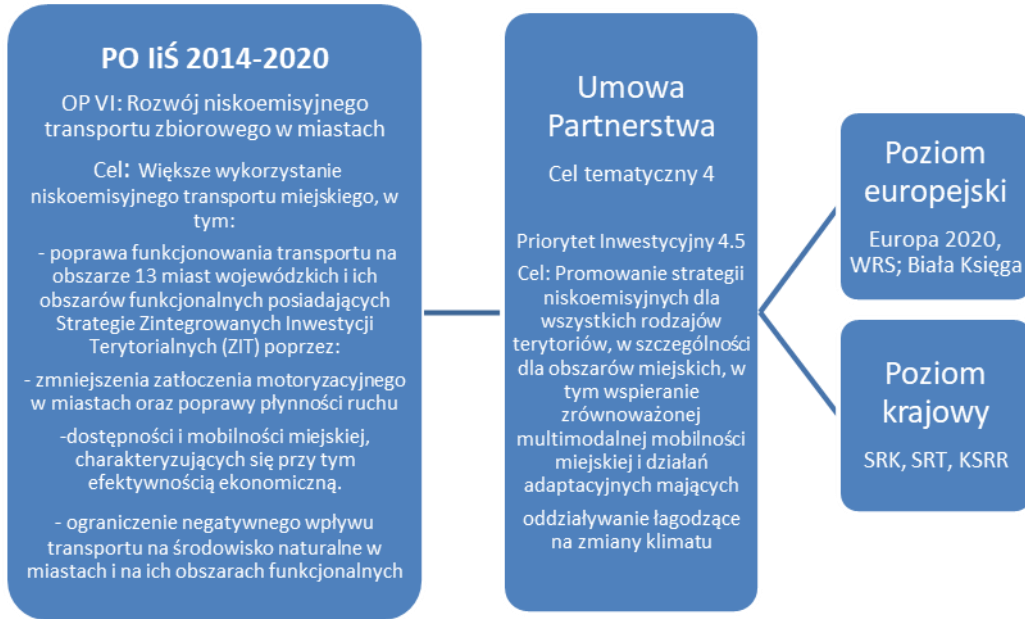 PO IiŚ 2014-2020
OP VI: Rozwój niskoemisyjnego
transportu zbiorowego w miastach
Cel: Większe wykorzystanie
niskoemisyjnego transportu miejskiego, w
tym:
- poprawa funkcjonowania transportu na
obszarze 13 miast wojewódzkich i ich
obszarów funkcjonalnych posiadających
Strategie Zintegrowanych Inwestycji
Terytorialnych (ZIT) poprzez:
- zmniejszenia zatłoczenia motoryzacyjnego
w miastach oraz poprawy płynności ruchu
-dostępności i mobilności miejskiej,
charakteryzujących się przy tym
efektywnością ekonomiczną.
- ograniczenie negatywnego wpływu
transportu na środowisko naturalne w
miastach i na ich obszarach funkcjonalnych
Umowa
Partnerstwa
Cel tematyczny 4
Priorytet Inwestycyjny 4.5
Cel: Promowanie strategii
niskoemisyjnych dla
wszystkich rodzajów
terytoriów, w szczególności
dla obszarów miejskich, w
tym wspieranie
zrównoważonej
multimodalnej mobilności
miejskiej i działań
adaptacyjnych mających
oddziaływanie łagodzące
na zmiany klimatu
Poziom
europejski
Europa 2020,
WRS; Biała Księga
Poziom
krajowy
SRK, SRT, KSRR